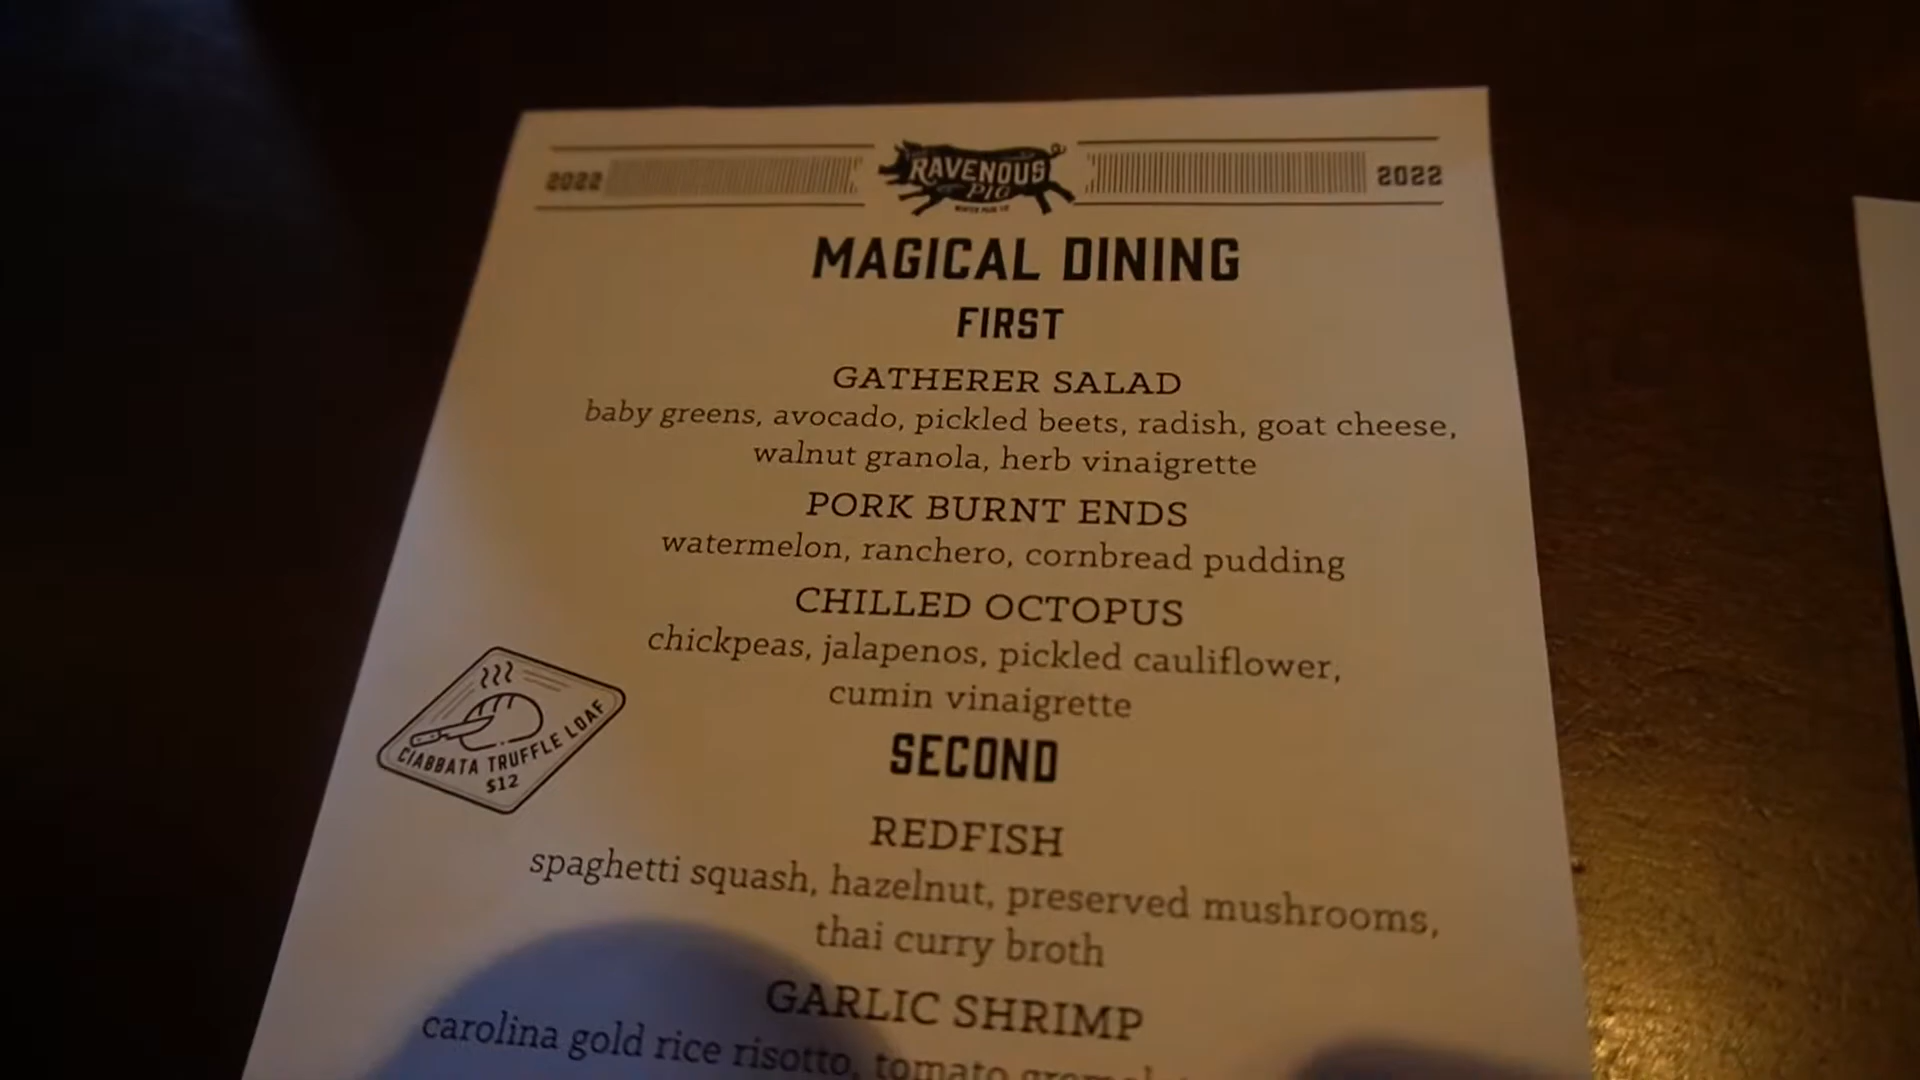 2022
RAVENOUS
PIG
2022
MAGICAL DINING
FIRST
GATHERER SALAD
baby greens, avocado, pickled beets, radish, goat cheese,
walnut granola, herb vinaigrette
PORK BURNT ENDS
watermelon, ranchero, cornbread pudding
CHILLED OCTOPUS
chickpeas, jalapenos, pickled cauliflower,
cumin vinaigrette
CIABBATA TRUFFLE LOAF
$12
SECOND
REDFISH
spaghetti squash, hazelnut, preserved mushrooms,
thai curry broth
GARLIC SHRIMP
carolina gold rice risotto, tomato